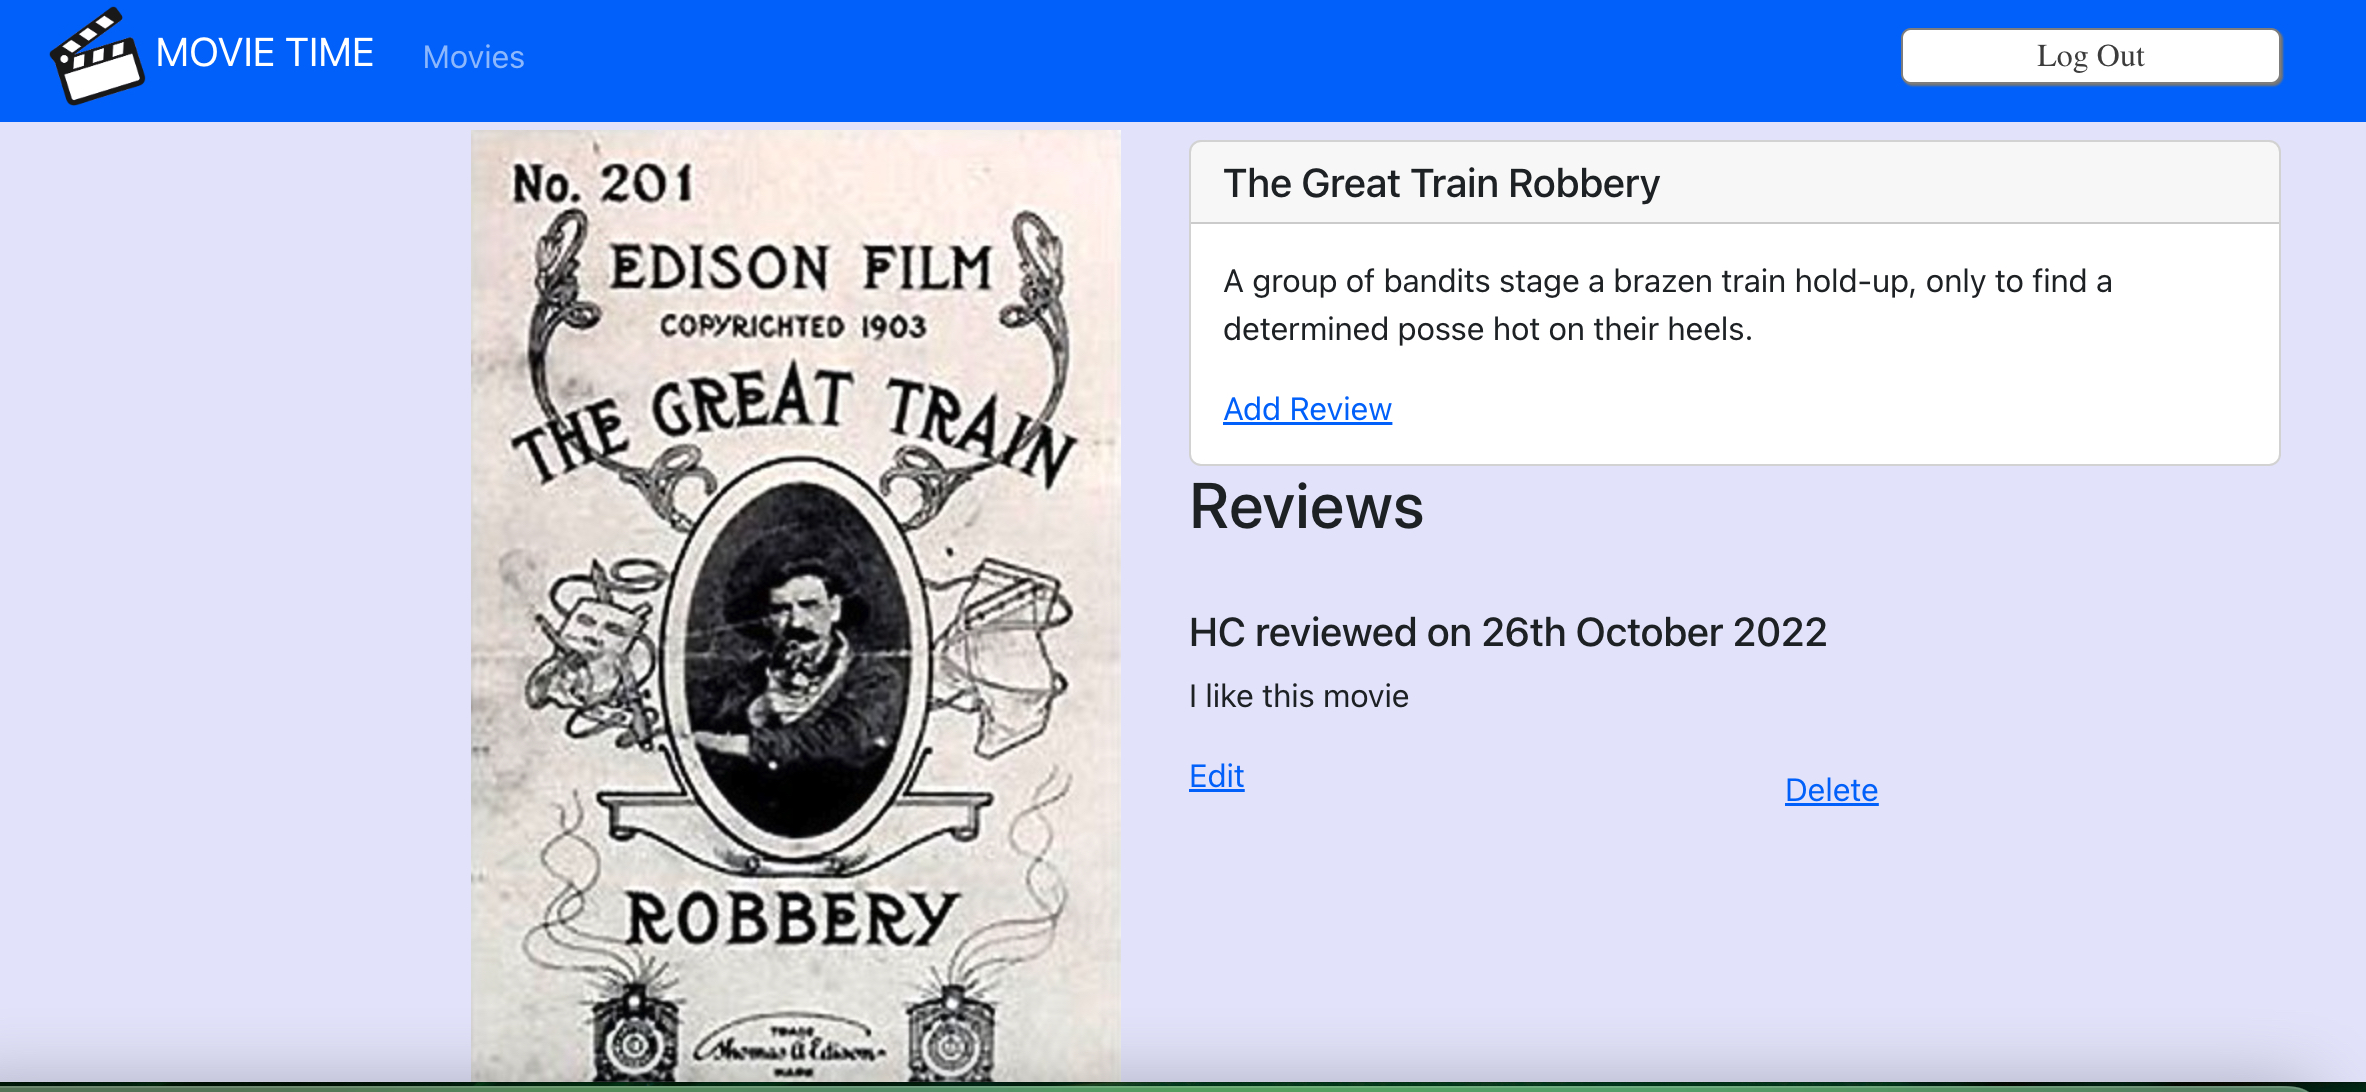 MOVIE TIME
Movies
Log Out
No. 201
EDISON FILM
COPYRIGHTED 1903
THE GREAT TRAIN
ROBBERY
TRADE
Thomas A Edison
MARK
The Great Train Robbery
A group of bandits stage a brazen train hold-up, only to find a
determined posse hot on their heels.
Add Review
Reviews
HC reviewed on 26th October 2022
I like this movie
Edit
Delete